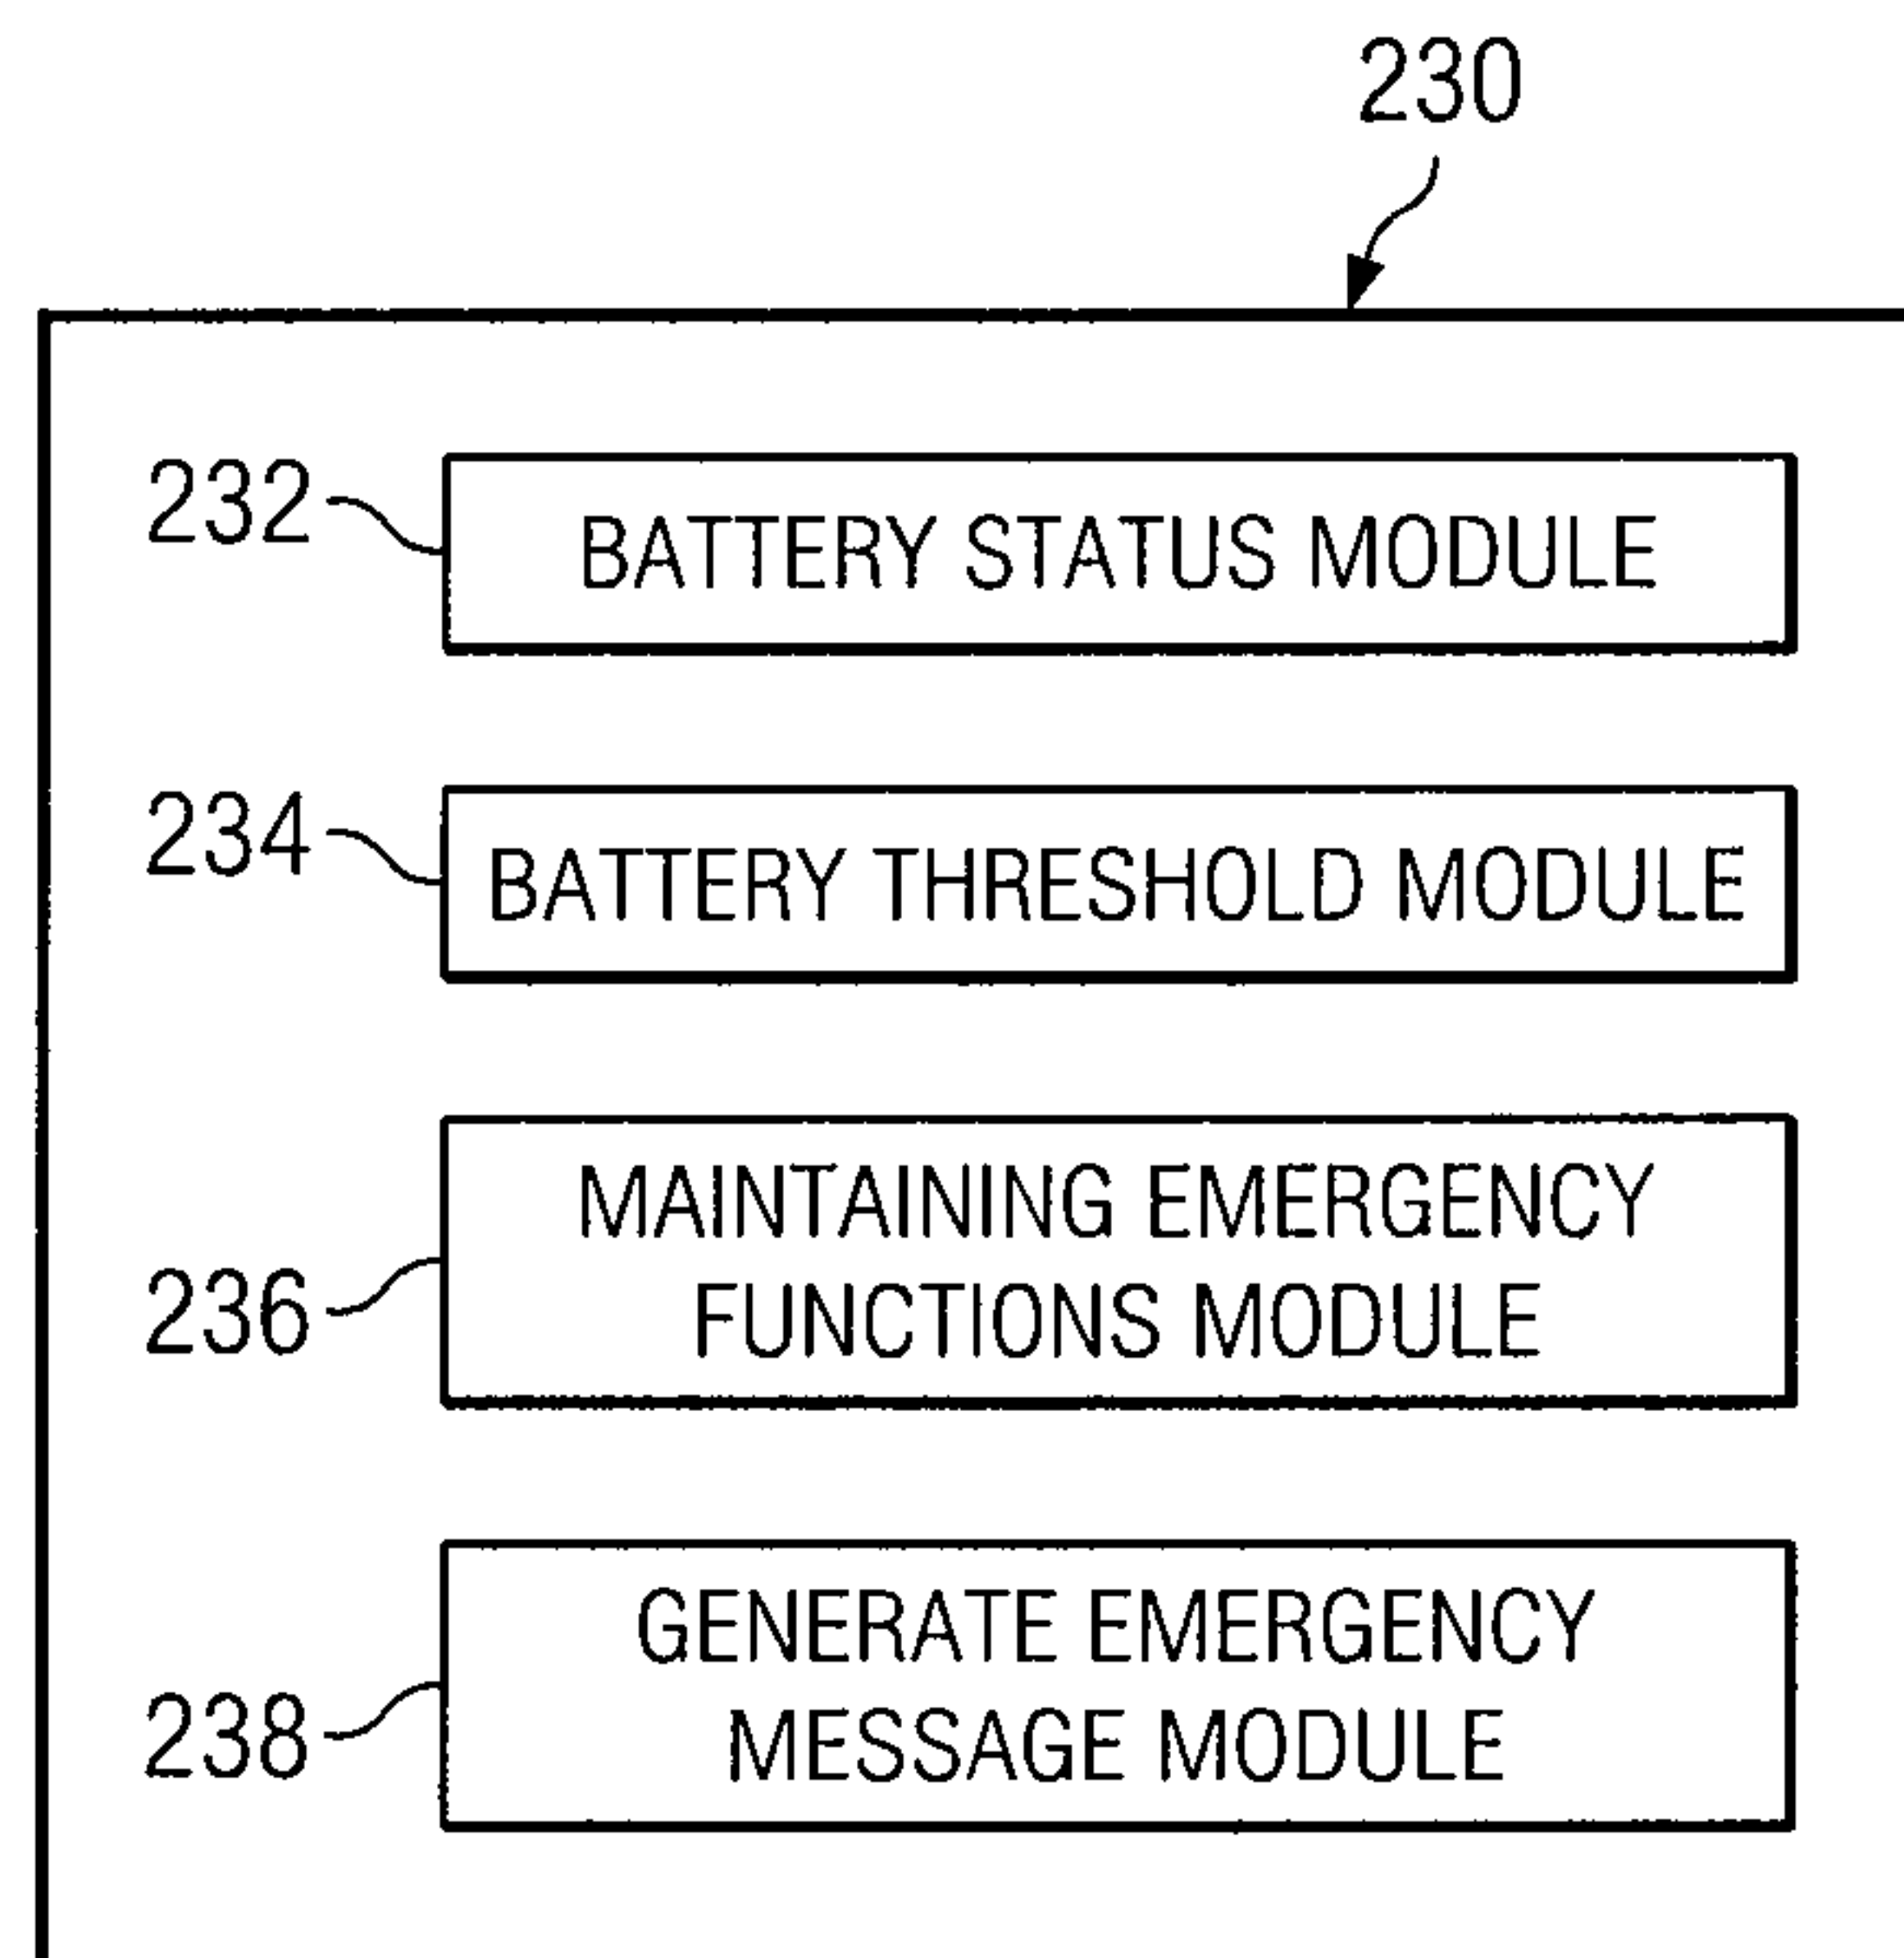 230
232
BATTERY STATUS MODULE
234
BATTERY THRESHOLD MODULE
MAINTAINING EMERGENCY
FUNCTIONS MODULE
236
GENERATE EMERGENCY
MESSAGE MODULE
238